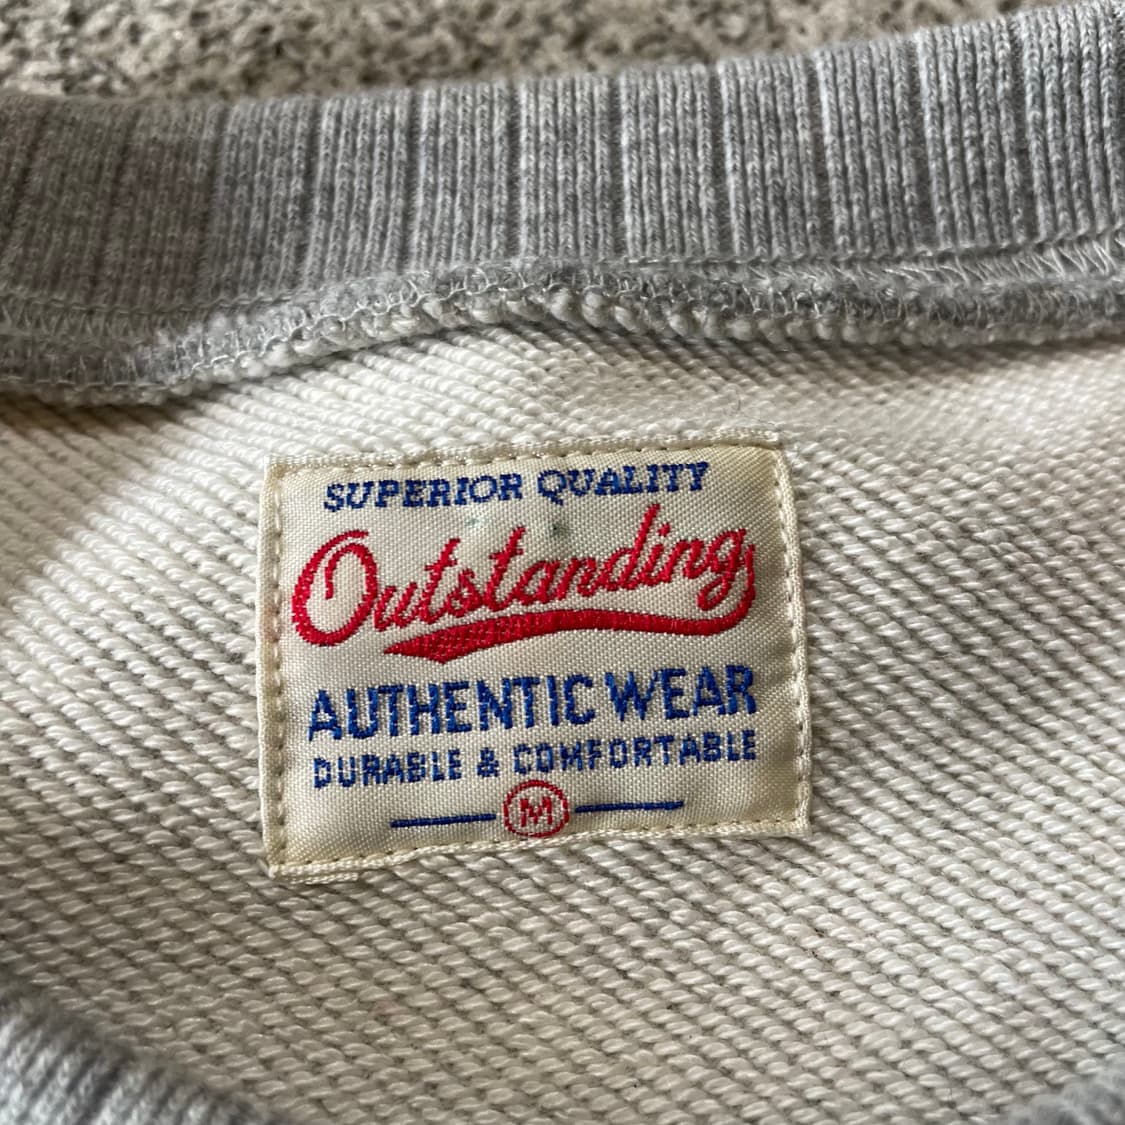 SUPERIOR QUALITY
Outstanding
AUTHENTIC WEAR
DURABLE & COMFORTABLE
M